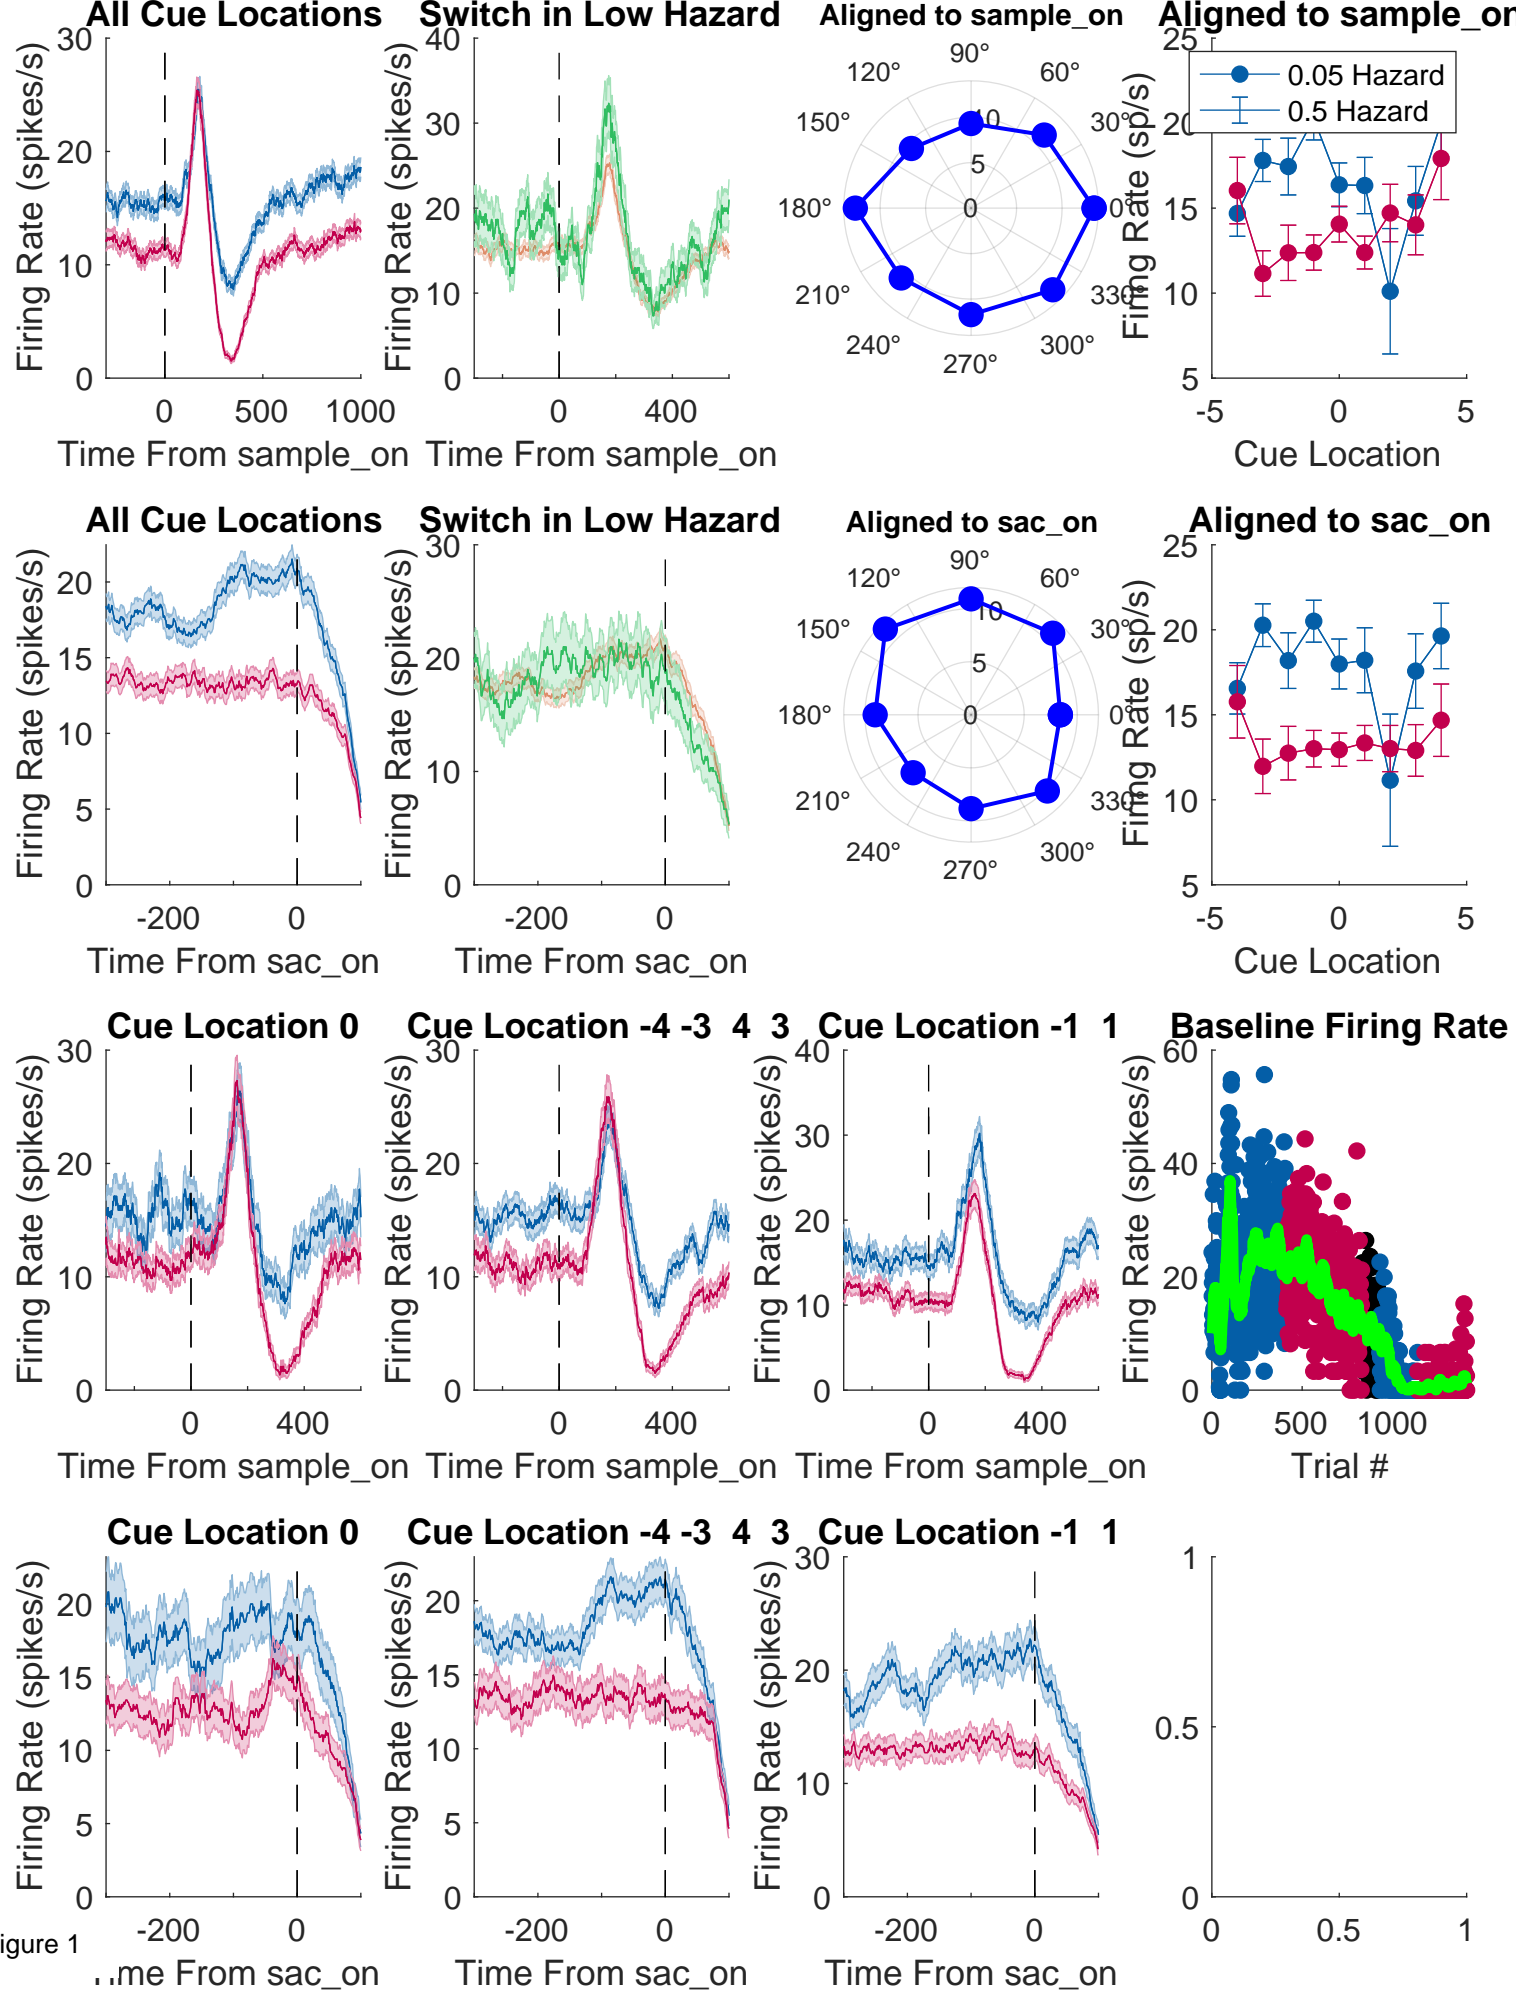 All Cue Locations
Switch in Low Hazard
Aligned to sample_on
Aligned to sample_on
Firing Rate (spikes/s)
30
20
10
0
0 500 1000
Time From sample_on
Firing Rate (spikes/s)
40
30
20
10
0
0 400
Time From sample_on
90°
120° 60°
150° 30°
180° 0°
210° 330°
240° 300°
270°
10
5
0
Firing Rate (sp/s)
25
20
15
10
5
0.05 Hazard
0.5 Hazard
-5 0 5
Cue Location
All Cue Locations
Switch in Low Hazard
Aligned to sac_on
Aligned to sac_on
Firing Rate (spikes/s)
20
15
10
5
0
-200 0
Time From sac_on
Firing Rate (spikes/s)
30
20
10
0
-200 0
Time From sac_on
90°
120° 60°
150° 30°
180° 0°
210° 330°
240° 300°
270°
10
5
0
Firing Rate (sp/s)
25
20
15
10
5
-5 0 5
Cue Location
Cue Location 0
Cue Location -4 -3 4 3
Cue Location -1 1
Baseline Firing Rate
Firing Rate (spikes/s)
30
20
10
0
0 400
Time From sample_on
Firing Rate (spikes/s)
30
20
10
0
0 400
Time From sample_on
Firing Rate (spikes/s)
40
30
20
10
0
0 400
Time From sample_on
Firing Rate (spikes/s)
60
40
20
0
0 500 1000
Trial #
Cue Location 0
Cue Location -4 -3 4 3
Cue Location -1 1
Firing Rate (spikes/s)
20
15
10
5
0
-200 0
Time From sac_on
Firing Rate (spikes/s)
20
15
10
5
0
-200 0
Time From sac_on
Firing Rate (spikes/s)
30
20
10
0
-200 0
Time From sac_on
1
0.5
0
0 0.5 1
igure 1